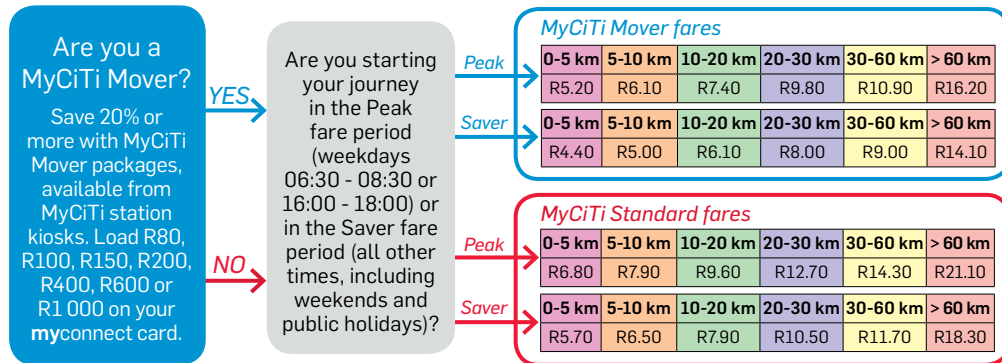 Are you a
MyCiTi Mover?
Save 20% or
more with MyCiTi
Mover packages,
available from
MyCiTi station
kiosks. Load R80,
R100, R150, R200,
R400, R600 or
R1 000 on your
myconnect card.
YES
NO
Are you starting
your journey
in the Peak
fare period
(weekdays
06:30 - 08:30 or
16:00 - 18:00) or
in the Saver fare
period (all other
times, including
weekends and
public holidays)?
MyCiTi Mover fares
Peak
0-5 km 5-10 km 10-20 km 20-30 km 30-60 km > 60 km
R5.20 R6.10 R7.40 R9.80 R10.90 R16.20
Saver
0-5 km 5-10 km 10-20 km 20-30 km 30-60 km > 60 km
R4.40 R5.00 R6.10 R8.00 R9.00 R14.10
MyCiTi Standard fares
Peak
0-5 km 5-10 km 10-20 km 20-30 km 30-60 km > 60 km
R6.80 R7.90 R9.60 R12.70 R14.30 R21.10
Saver
0-5 km 5-10 km 10-20 km 20-30 km 30-60 km > 60 km
R5.70 R6.50 R7.90 R10.50 R11.70 R18.30